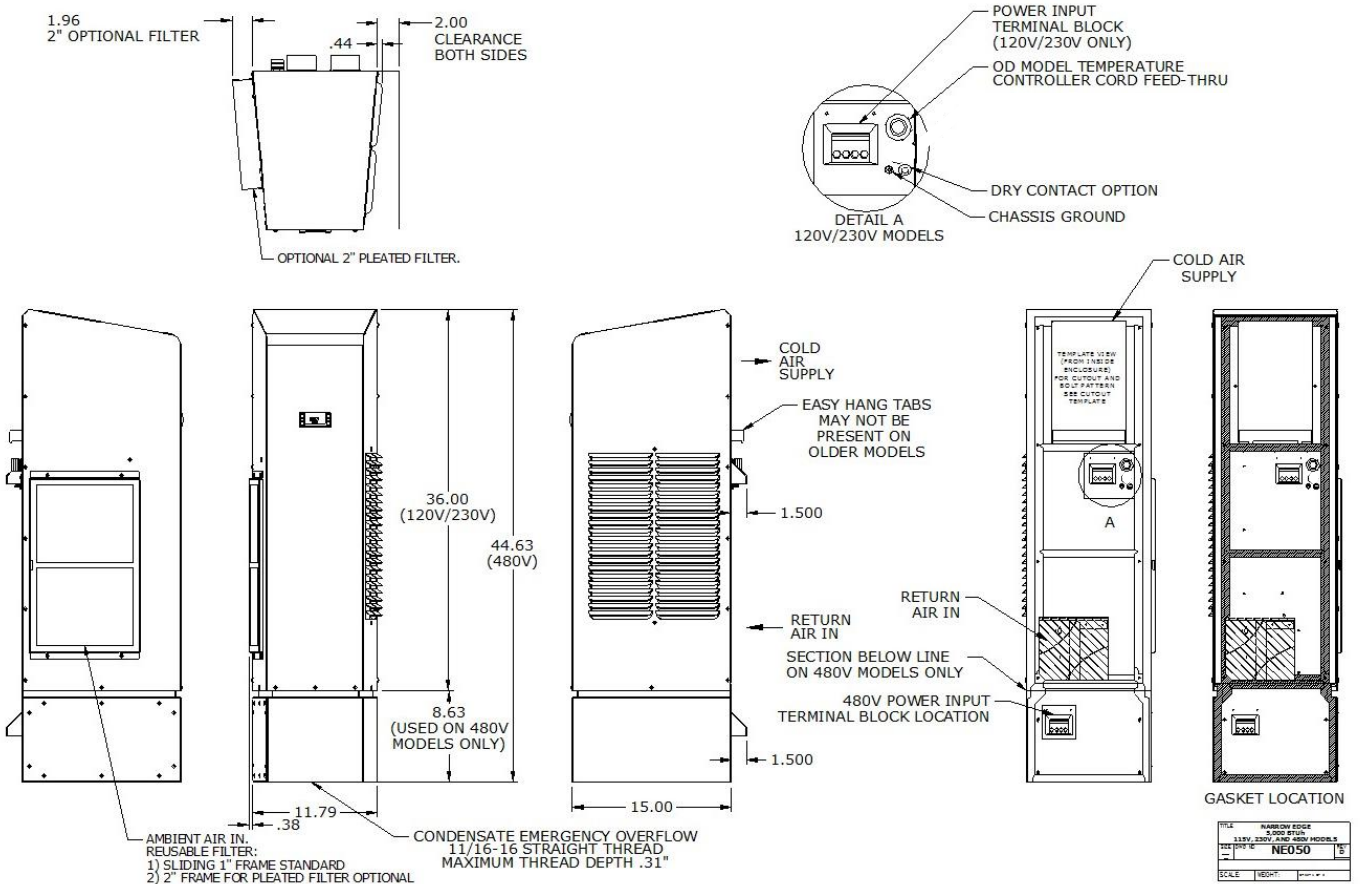 1.96
2" OPTIONAL FILTER
.44
2.00
CLEARANCE
BOTH SIDES
OPTIONAL 2" PLEATED FILTER.
POWER INPUT
TERMINAL BLOCK
(120V/230V ONLY)
OD MODEL TEMPERATURE
CONTROLLER CORD FEED-THRU
DRY CONTACT OPTION
CHASSIS GROUND
DETAIL A
120V/230V MODELS
COLD AIR
SUPPLY
COLD
AIR
SUPPLY
EASY HANG TABS
MAY NOT BE
PRESENT ON
OLDER MODELS
TEMPLATE VIEW
(FROM INSIDE
ENCLOSURE)
FOR CUTOUT AND
BOLT PATTERN
SEE CUTOUT
TEMPLATE
36.00
(120V/230V)
44.63
(480V)
1.500
A
RETURN
AIR IN
RETURN
AIR IN
SECTION BELOW LINE
ON 480V MODELS ONLY
480V POWER INPUT
TERMINAL BLOCK LOCATION
8.63
(USED ON 480V
MODELS ONLY)
1.500
11.79
.38
15.00
GASKET LOCATION
AMBIENT AIR IN.
REUSABLE FILTER:
1) SLIDING 1" FRAME STANDARD
2) 2" FRAME FOR PLEATED FILTER OPTIONAL
CONDENSATE EMERGENCY OVERFLOW
11/16-16 STRAIGHT THREAD
MAXIMUM THREAD DEPTH .31"
TITLE
NARROW EDGE
5,000 BTUh
115V, 230V, AND 480V MODELS
NE050
SCALE:
WEIGHT: